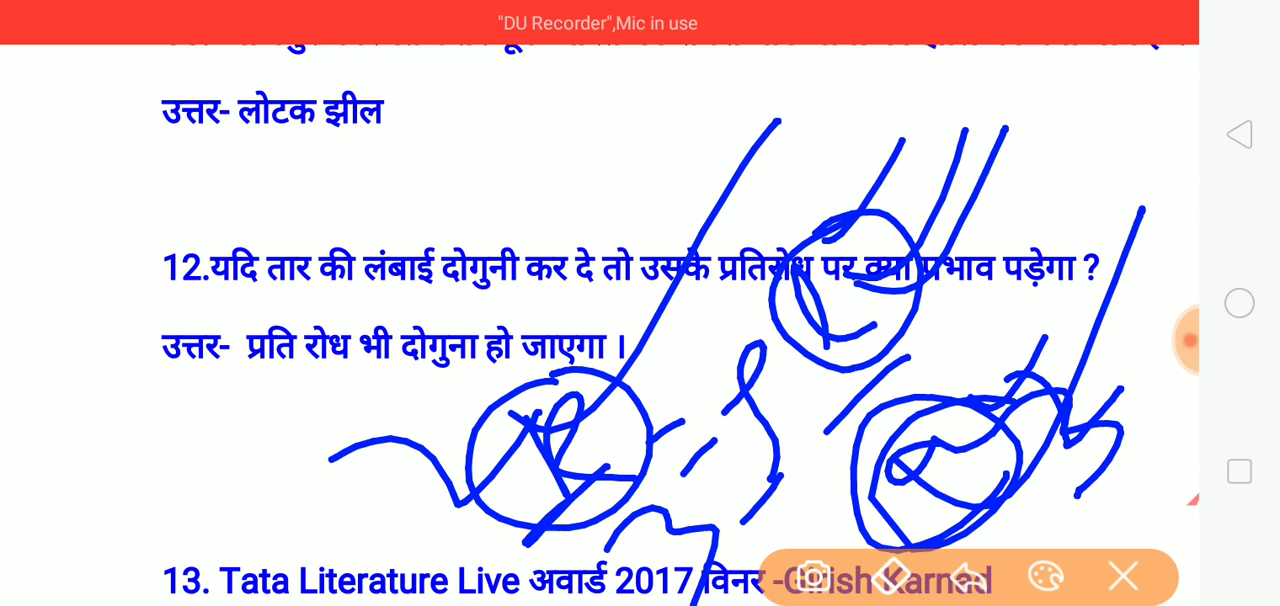 "DU Recorder",Mic in use
उत्तर- लोटक झील
12.यदि तार की लंबाई दोगुनी कर दे तो उसके प्रतिरोध पर क्या प्रभाव पड़ेगा ?
उत्तर- प्रति रोध भी दोगुना हो जाएगा ।
13. Tata Literature Live अवार्ड 2017 विनर -Girish Karnad